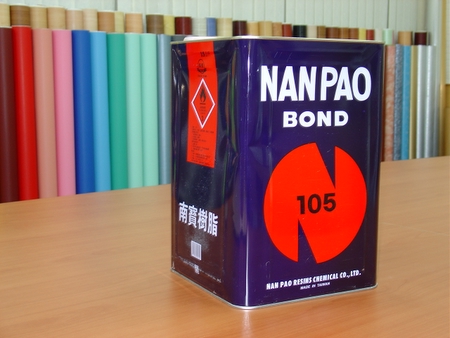 NAN PAO
BOND
105
NAN PAO RESINS CHEMICAL CO., LTD.
MADE IN TAIWAN
南寶樹脂